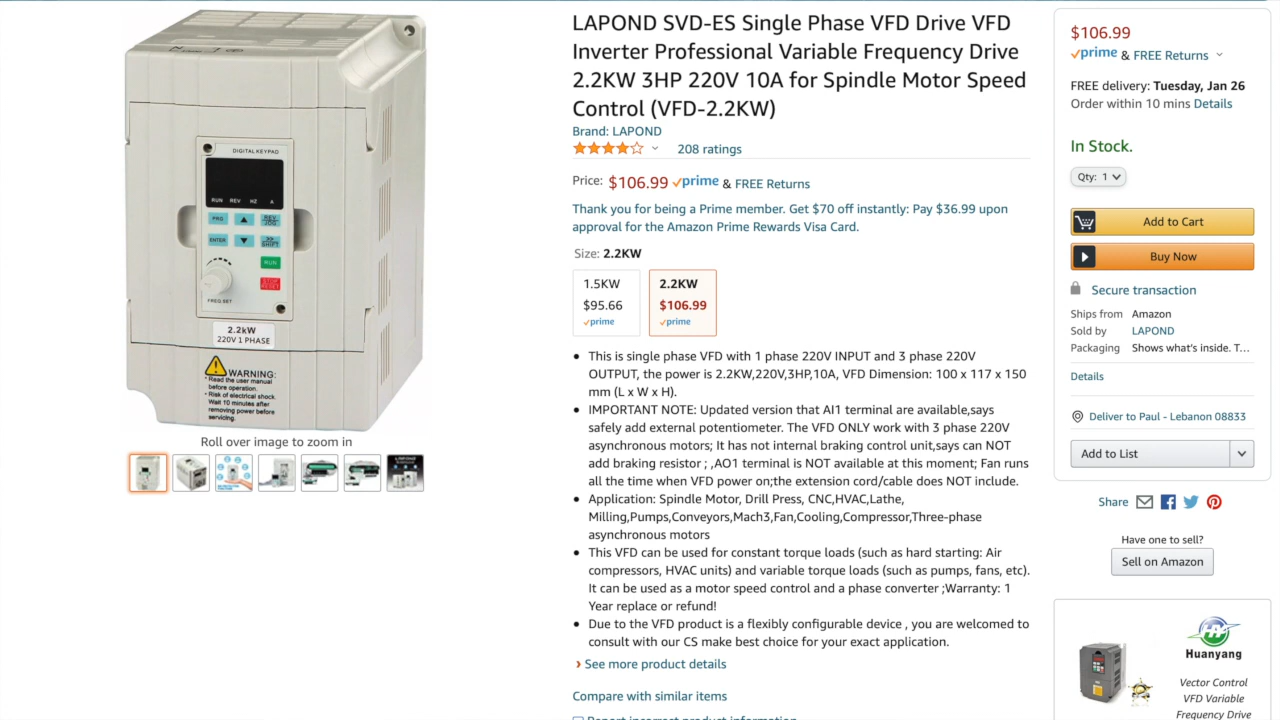 LAPOND SVD-ES Single Phase VFD Drive VFD
Inverter Professional Variable Frequency Drive
2.2KW 3HP 220V 10A for Spindle Motor Speed
Control (VFD-2.2KW)
Brand: LAPOND
208 ratings
Price: $106.99 prime & FREE Returns
Thank you for being a Prime member. Get $70 off instantly: Pay $36.99 upon
approval for the Amazon Prime Rewards Visa Card.
Size: 2.2KW
1.5KW
$95.66
prime
2.2KW
$106.99
prime
This is single phase VFD with 1 phase 220V INPUT and 3 phase 220V
OUTPUT, the power is 2.2KW,220V,3HP,10A, VFD Dimension: 100 x 117 x 150
mm (L x W x H).
IMPORTANT NOTE: Updated version that AI1 terminal are available,says
safely add external potentiometer. The VFD ONLY work with 3 phase 220V
asynchronous motors; It has not internal braking control unit,says can NOT
add braking resistor ; ,AO1 terminal is NOT available at this moment; Fan runs
all the time when VFD power on;the extension cord/cable does NOT include.
Application: Spindle Motor, Drill Press, CNC,HVAC,Lathe,
Milling,Pumps,Conveyors,Mach3,Fan,Cooling,Compressor,Three-phase
asynchronous motors
This VFD can be used for constant torque loads (such as hard starting: Air
compressors, HVAC units) and variable torque loads (such as pumps, fans, etc).
It can be used as a motor speed control and a phase converter ;Warranty: 1
Year replace or refund!
Due to the VFD product is a flexibly configurable device , you are welcomed to
consult with our CS make best choice for your exact application.
› See more product details
Compare with similar items
Report incorrect product information
DIGITAL KEYPAD
RUN REV HZ A
PRG
REV
JOG
ENTER
>>
SHIFT
RUN
STOP
RESET
FREQ.SET
2.2kW
220V 1 PHASE
WARNING:
* Read the user manual
before operation.
* Risk of electrical shock.
Wait 10 minutes after
removing power before
servicing.
Roll over image to zoom in
$106.99
prime & FREE Returns
FREE delivery: Tuesday, Jan 26
Order within 10 mins Details
In Stock.
Qty: 1
Add to Cart
Buy Now
Secure transaction
Ships from Amazon
Sold by LAPOND
Packaging Shows what's inside. T…
Details
Deliver to Paul - Lebanon 08833
Add to List
Share
Have one to sell?
Sell on Amazon
Huanyang
Vector Control
VFD Variable
Frequency Drive